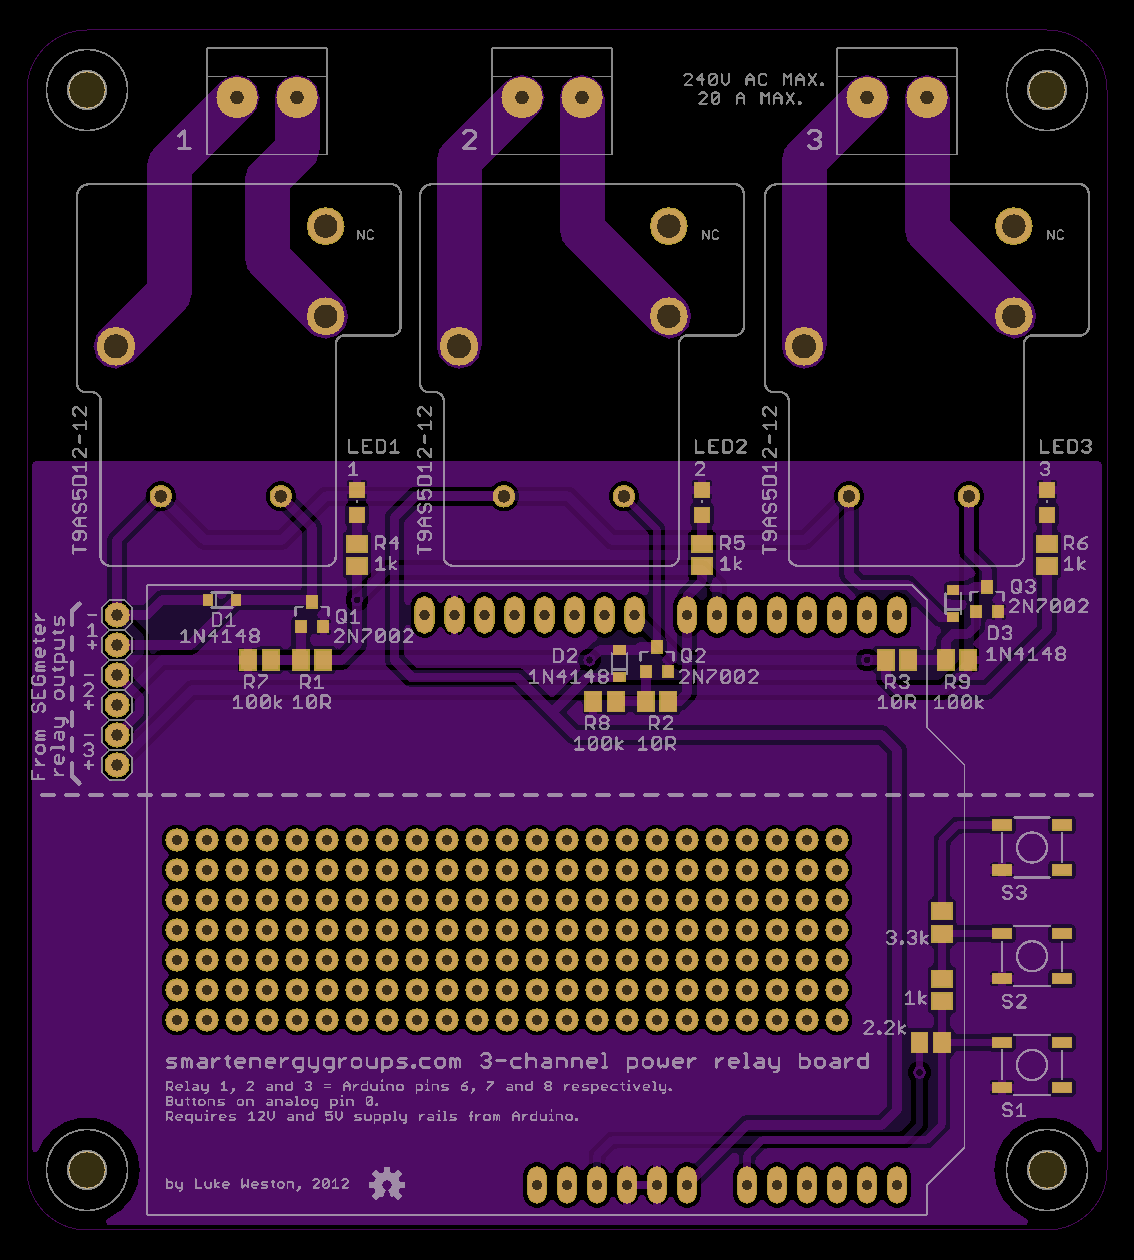 240V AC MAX.
20 A MAX.
1
2
3
NC
NC
NC
T9AS5D12-12
T9AS5D12-12
T9AS5D12-12
LED1
1
LED2
2
LED3
3
R4
1k
R5
1k
R6
1k
From SEGmeter
relay outputs
-
1
+
-
2
+
-
3
+
D1
1N4148
Q1
2N7002
R7
100k
R1
10R
D2
1N4148
Q2
2N7002
R8
100k
R2
10R
Q3
2N7002
D3
1N4148
R3
10R
R9
100k
S3
3.3k
S2
1k
2.2k
S1
smartenergygroups.com 3-channel power relay board
Relay 1, 2 and 3 = Arduino pins 6, 7 and 8 respectively.
Buttons on analog pin 0.
Requires 12V and 5V supply rails from Arduino.
by Luke Weston, 2012